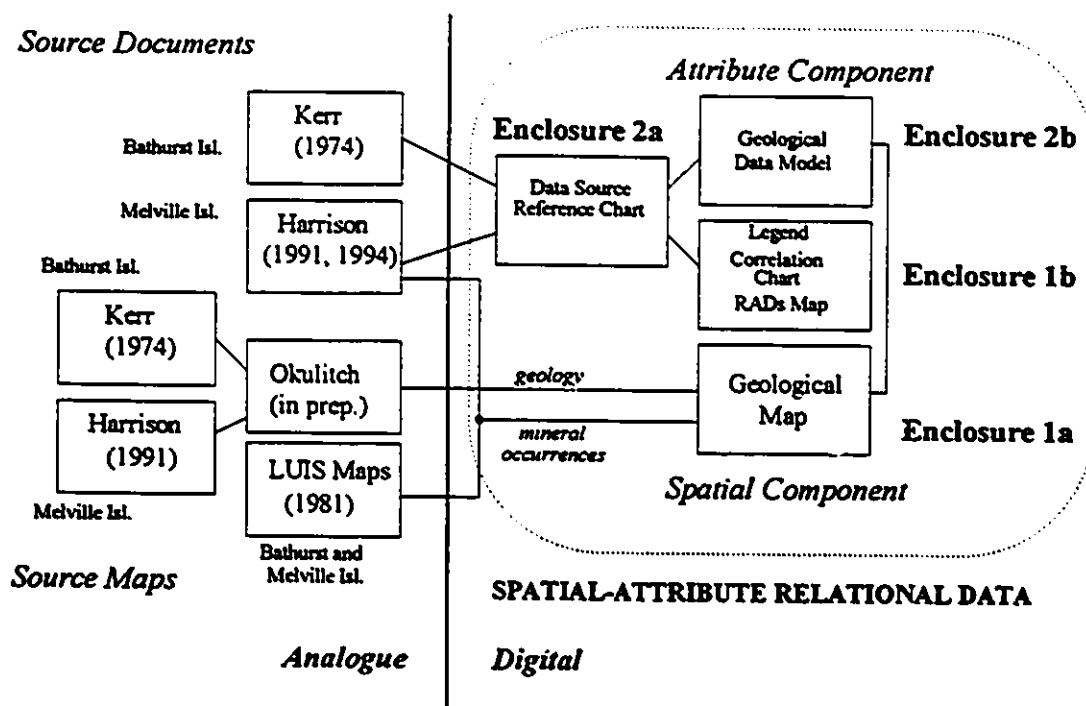 Source Documents
Kerr
(1974)
Bathurst Isl.
Melville Isl.
Harrison
(1991, 1994)
Bathurst Isl.
Kerr
(1974)
Okulitch
(in prep.)
Harrison
(1991)
LUIS Maps
(1981)
Melville Isl.
Bathurst and
Melville Isl.
Source Maps
Analogue
Attribute Component
Enclosure 2a
Data Source
Reference Chart
Geological
Data Model
Enclosure 2b
Legend
Correlation
Chart
RADs Map
Enclosure 1b
geology
mineral
occurrences
Geological
Map
Enclosure 1a
Spatial Component
SPATIAL-ATTRIBUTE RELATIONAL DATA
Digital